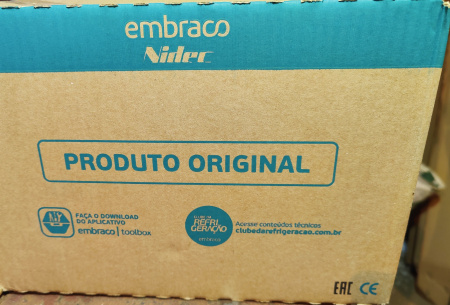 embraco
Nidec
PRODUTO ORIGINAL
FAÇA O DOWNLOAD
DO APLICATIVO
embraco | toolbox
REFRI
GERAÇÃO
Acesse conteúdos técnicos
clubederefrigeracao.com.br
EAC CE